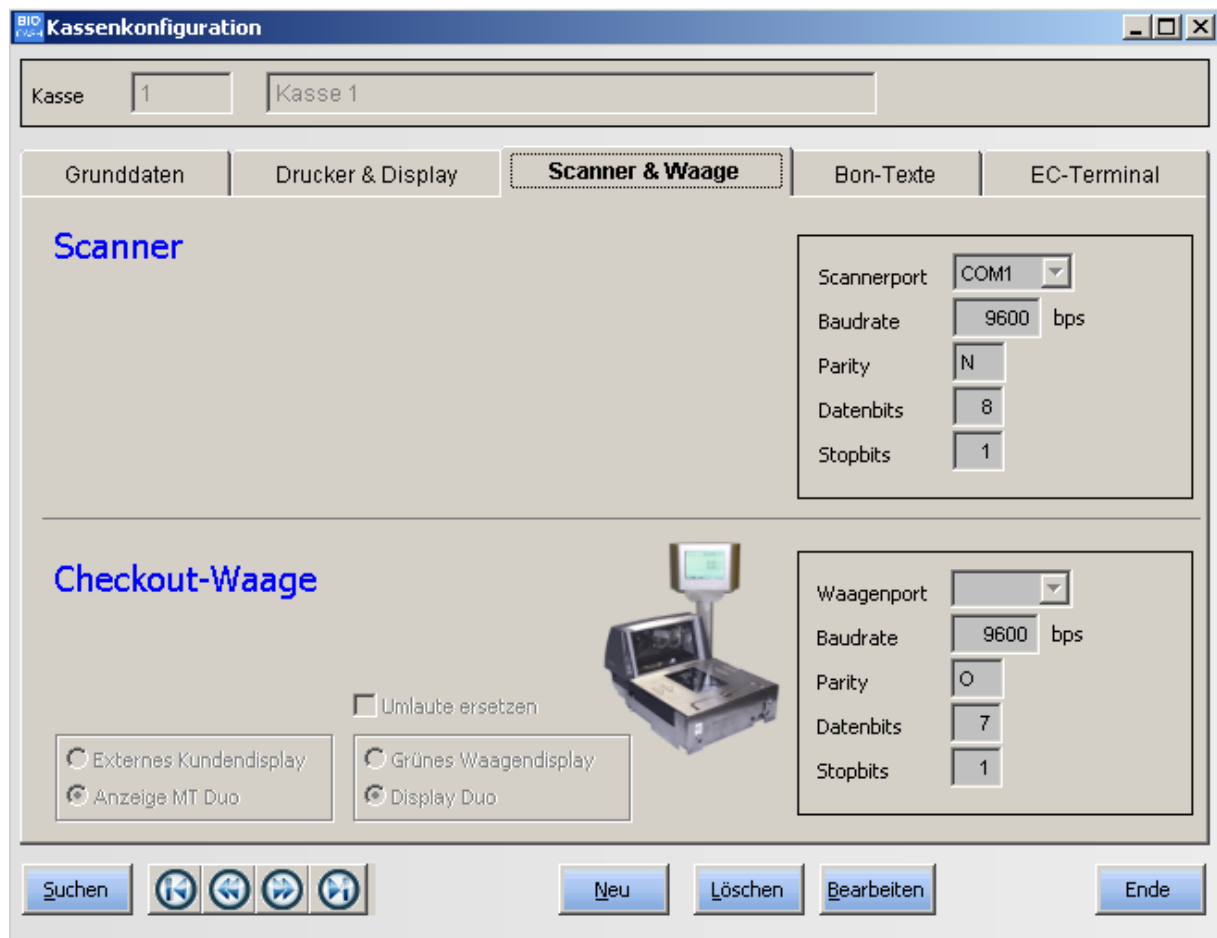 BIO CASH Kassenkonfiguration
Kasse 1 Kasse 1
Grunddaten Drucker & Display Scanner & Waage Bon-Texte EC-Terminal
Scanner
Scannerport COM1
Baudrate 9600 bps
Parity N
Datenbits 8
Stopbits 1
Checkout-Waage
Waagenport
Baudrate 9600 bps
Parity O
Umlaute ersetzen
Datenbits 7
Externes Kundendisplay Grünes Waagendisplay
Stopbits 1
Anzeige MT Duo Display Duo
Suchen Neu Löschen Bearbeiten Ende